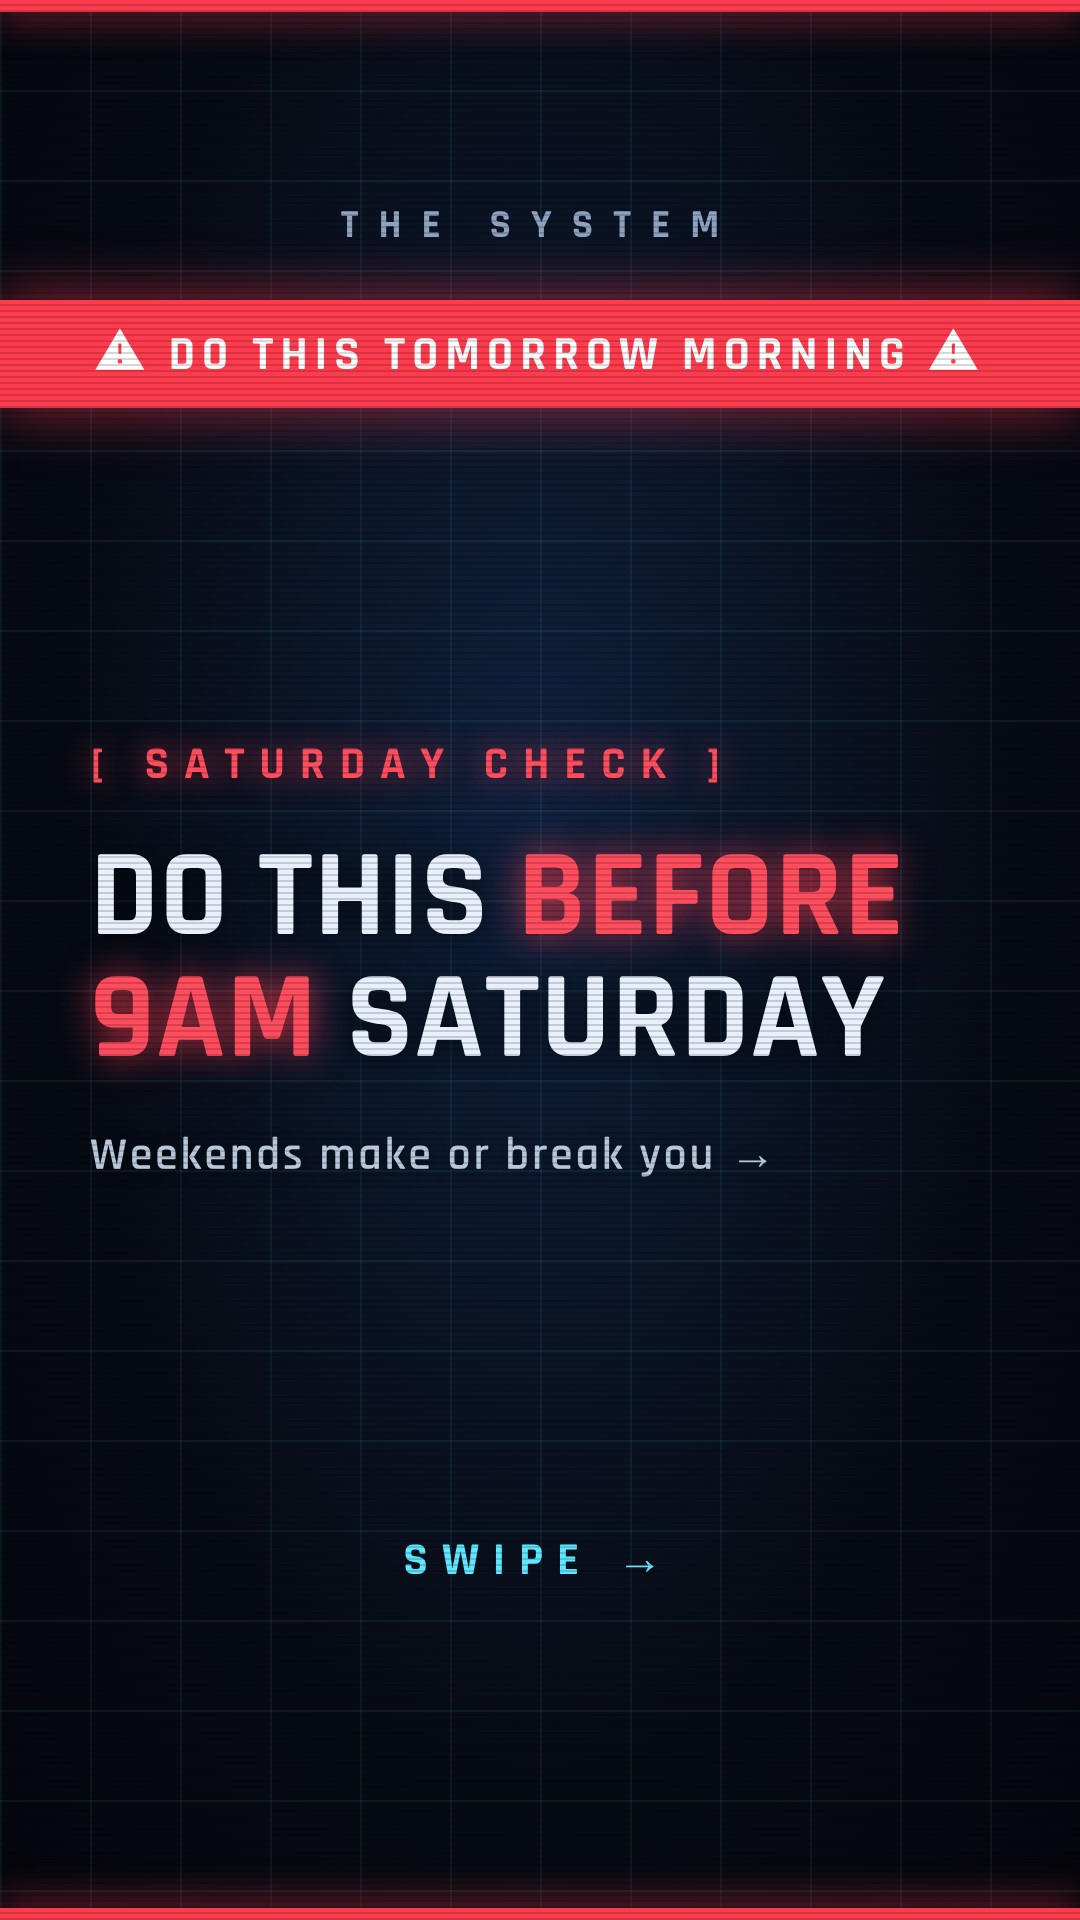 THE SYSTEM
⚠ DO THIS TOMORROW MORNING ⚠
[ SATURDAY CHECK ]
DO THIS BEFORE
9AM SATURDAY
Weekends make or break you →
SWIPE →